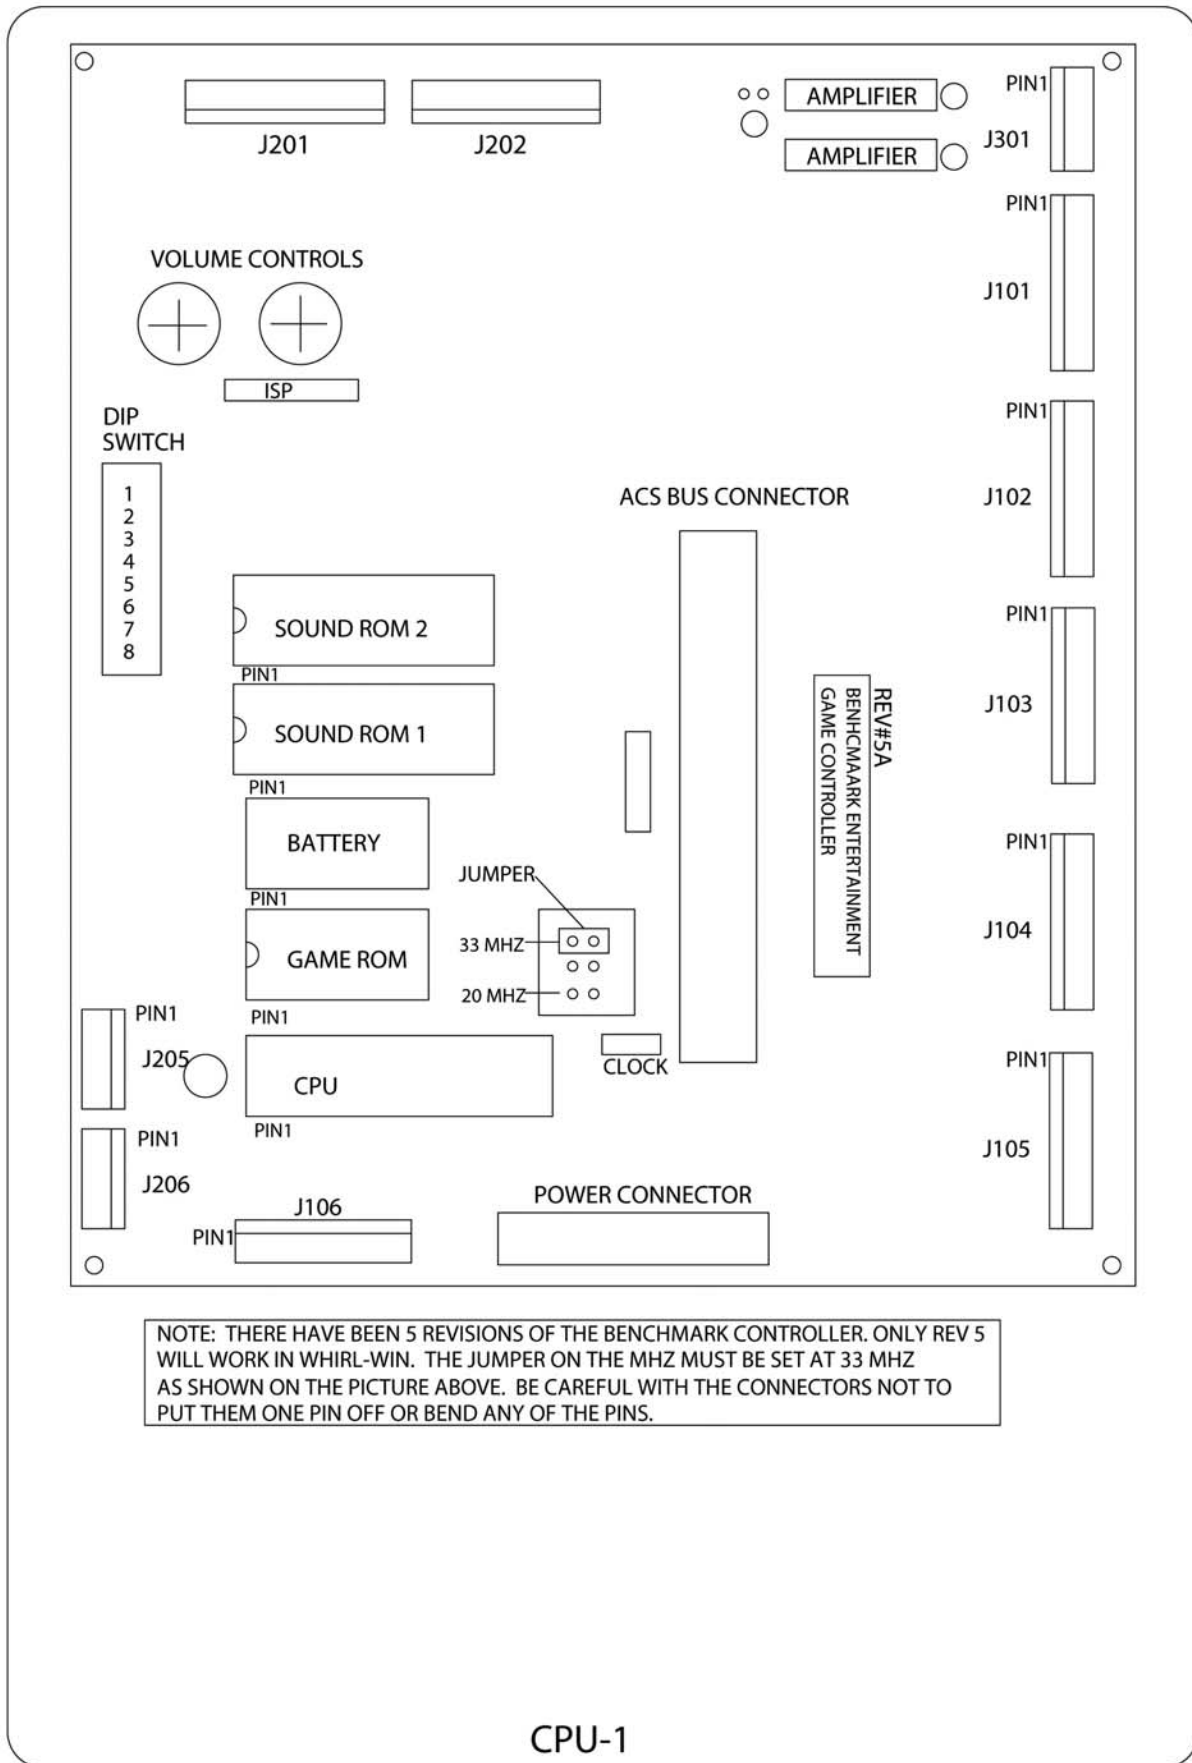 J201
J202
AMPLIFIER
AMPLIFIER
PIN1
J301
PIN1
J101
VOLUME CONTROLS
ISP
DIP
SWITCH
1
2
3
4
5
6
7
8
PIN1
J102
ACS BUS CONNECTOR
SOUND ROM 2
PIN1
SOUND ROM 1
PIN1
BATTERY
PIN1
GAME ROM
PIN1
CPU
PIN1
JUMPER
33 MHZ
20 MHZ
CLOCK
REV#5A
BENHCMAARK ENTERTAINMENT
GAME CONTROLLER
PIN1
J103
PIN1
J104
PIN1
J105
PIN1
J205
PIN1
J206
J106
PIN1
POWER CONNECTOR
NOTE: THERE HAVE BEEN 5 REVISIONS OF THE BENCHMARK CONTROLLER. ONLY REV 5
WILL WORK IN WHIRL-WIN. THE JUMPER ON THE MHZ MUST BE SET AT 33 MHZ
AS SHOWN ON THE PICTURE ABOVE. BE CAREFUL WITH THE CONNECTORS NOT TO
PUT THEM ONE PIN OFF OR BEND ANY OF THE PINS.
CPU-1